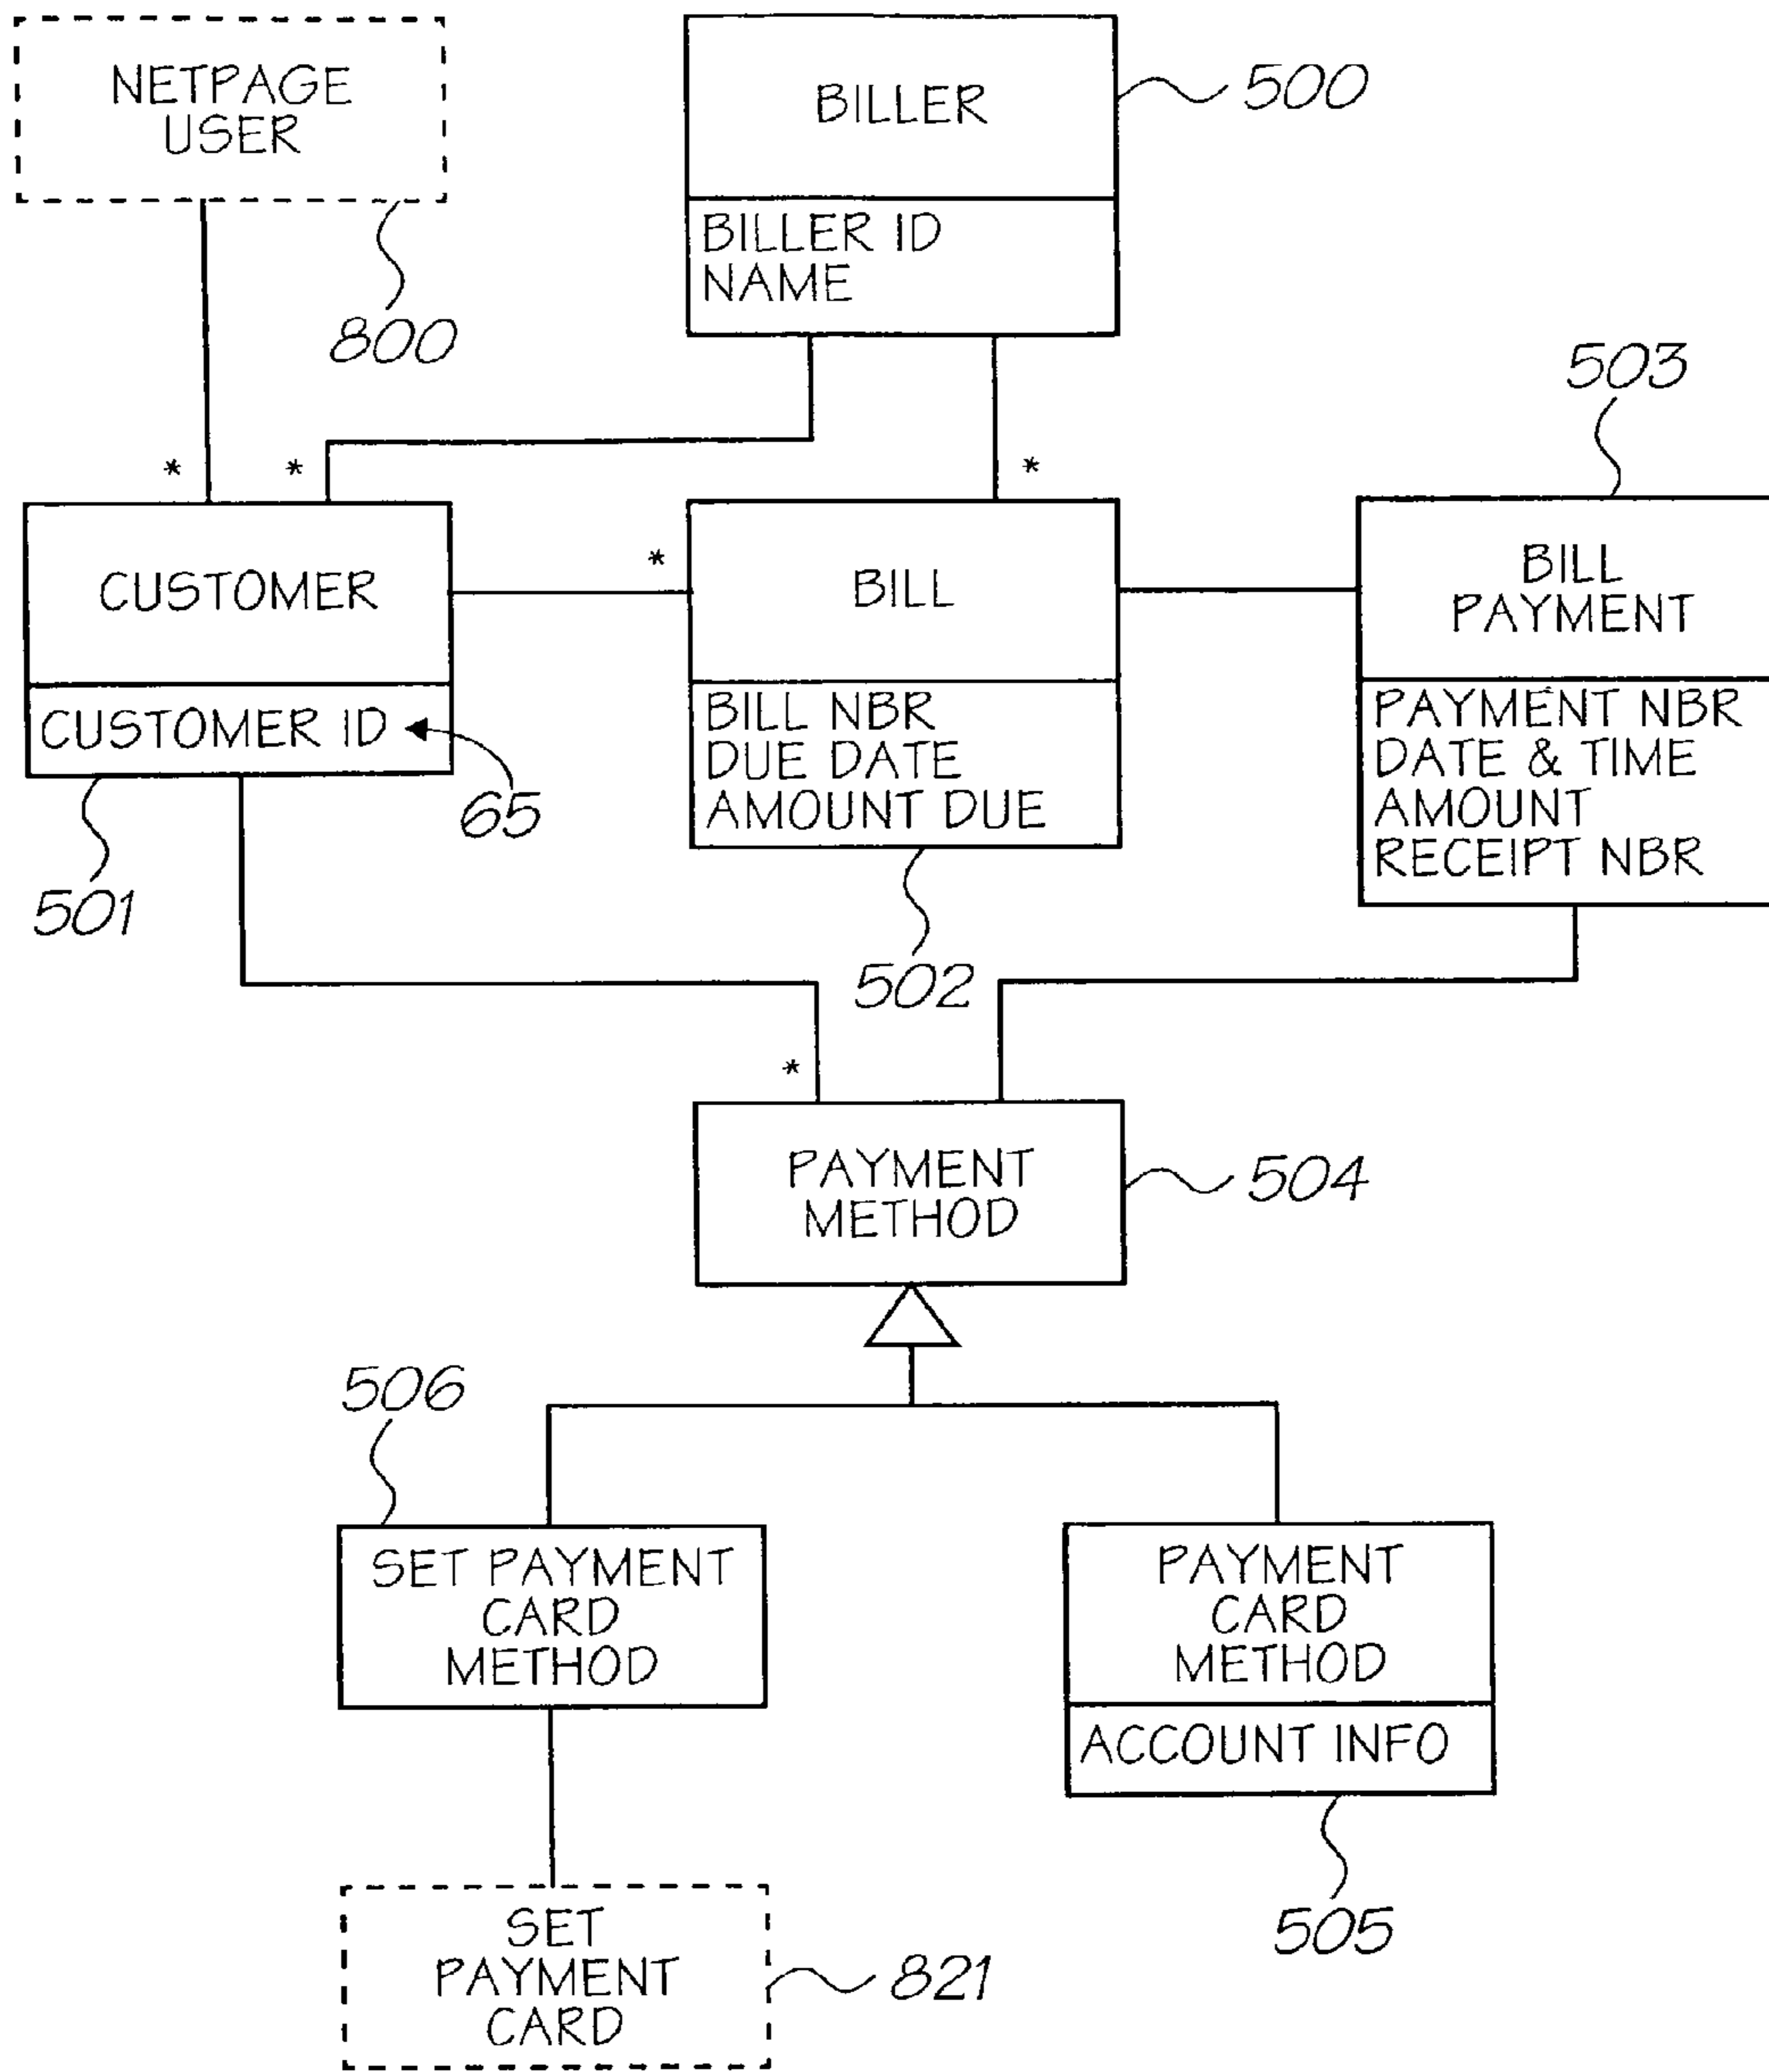 NETPAGE
USER
800
BILLER
500
BILLER ID
NAME
503
*
*
*
CUSTOMER
*
BILL
BILL
PAYMENT
CUSTOMER ID
65
501
BILL NBR
DUE DATE
AMOUNT DUE
502
PAYMENT NBR
DATE & TIME
AMOUNT
RECEIPT NBR
*
PAYMENT
METHOD
504
506
SET PAYMENT
CARD
METHOD
PAYMENT
CARD
METHOD
ACCOUNT INFO
505
SET
PAYMENT
CARD
821